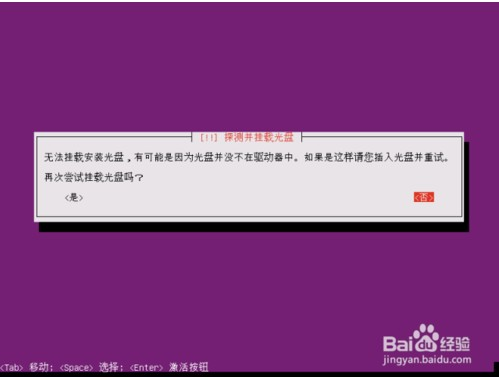 [!!] 探测并挂载光盘
无法挂载安装光盘，有可能是因为光盘并没不在驱动器中。如果是这样请您插入光盘并重试。
再次尝试挂载光盘吗？
<是> <否>
Baidu经验
jingyan.baidu.com
<Tab> 移动; <Space> 选择; <Enter> 激活按钮